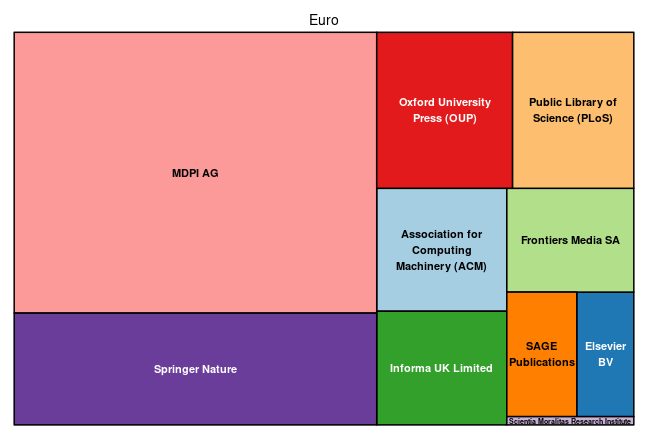 Euro
MDPI AG
Oxford University
Press (OUP)
Public Library of
Science (PLoS)
Association for
Computing
Machinery (ACM)
Frontiers Media SA
SAGE
Publications
Elsevier
BV
Springer Nature
Informa UK Limited
Scientia Moralitas Research Institute